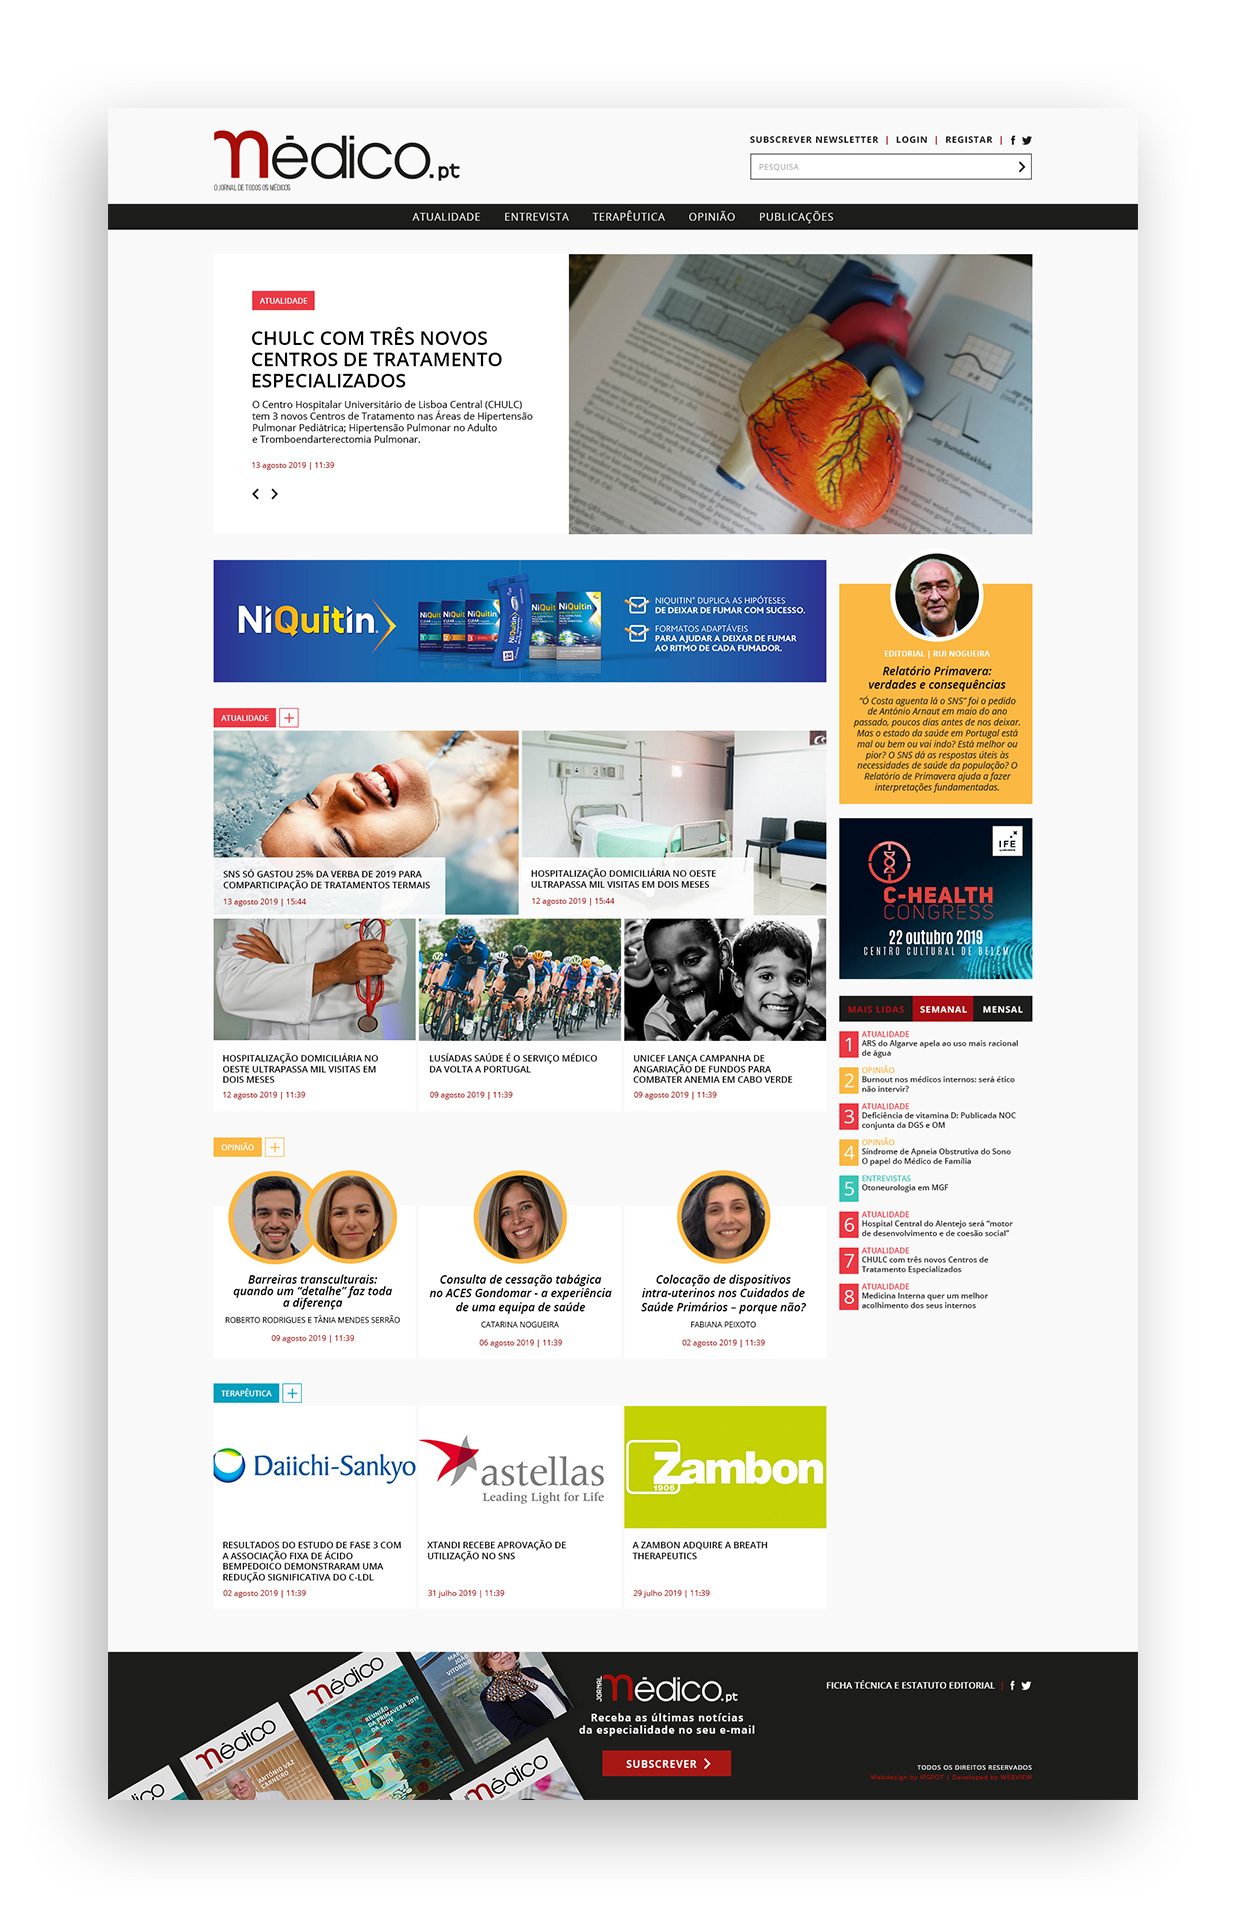 médico.pt
O JORNAL DE TODOS OS MÉDICOS
SUBSCREVER NEWSLETTER | LOGIN | REGISTAR |
PESQUISA
ATUALIDADE ENTREVISTA TERAPÊUTICA OPINIÃO PUBLICAÇÕES
ATUALIDADE
CHULC COM TRÊS NOVOS
CENTROS DE TRATAMENTO
ESPECIALIZADOS
O Centro Hospitalar Universitário de Lisboa Central (CHULC)
tem 3 novos Centros de Tratamento nas Áreas de Hipertensão
Pulmonar Pediátrica; Hipertensão Pulmonar no Adulto
e Tromboendarterectomia Pulmonar.
13 agosto 2019 | 11:39
NiQuitin
NIQUITIN® DUPLICA AS HIPÓTESES
DE DEIXAR DE FUMAR COM SUCESSO.
FORMATOS ADAPTÁVEIS
PARA AJUDAR A DEIXAR DE FUMAR
AO RITMO DE CADA FUMADOR.
EDITORIAL | RUI NOGUEIRA
Relatório Primavera:
verdades e consequências
“Ó Costa aguenta lá o SNS” foi o pedido
de António Arnaut em maio do ano
passado, poucos dias antes de nos deixar.
Mas o estado da saúde em Portugal está
mal ou bem ou vai indo? Está melhor ou
pior? O SNS dá as respostas úteis às
necessidades de saúde da população? O
Relatório de Primavera ajuda a fazer
interpretações fundamentadas.
ATUALIDADE +
SNS SÓ GASTOU 25% DA VERBA DE 2019 PARA
COMPARTICIPAÇÃO DE TRATAMENTOS TERMAIS
13 agosto 2019 | 15:44
HOSPITALIZAÇÃO DOMICILIÁRIA NO OESTE
ULTRAPASSA MIL VISITAS EM DOIS MESES
12 agosto 2019 | 15:44
HOSPITALIZAÇÃO DOMICILIÁRIA NO
OESTE ULTRAPASSA MIL VISITAS EM
DOIS MESES
12 agosto 2019 | 11:39
LUSÍADAS SAÚDE É O SERVIÇO MÉDICO
DA VOLTA A PORTUGAL
09 agosto 2019 | 11:39
UNICEF LANÇA CAMPANHA DE
ANGARIAÇÃO DE FUNDOS PARA
COMBATER ANEMIA EM CABO VERDE
09 agosto 2019 | 11:39
IFE
C-HEALTH
CONGRESS
22 outubro 2019
CENTRO CULTURAL DE BELÉM
MAIS LIDAS SEMANAL MENSAL
1 ATUALIDADE
ARS do Algarve apela ao uso mais racional
de água
2 OPINIÃO
Burnout nos médicos internos: será ético
não intervir?
3 ATUALIDADE
Deficiência de vitamina D: Publicada NOC
conjunta da DGS e OM
4 OPINIÃO
Síndrome de Apneia Obstrutiva do Sono
O papel do Médico de Família
5 ENTREVISTAS
Otoneurologia em MGF
6 ATUALIDADE
Hospital Central do Alentejo será “motor
de desenvolvimento e de coesão social”
7 ATUALIDADE
CHULC com três novos Centros de
Tratamento Especializados
8 ATUALIDADE
Medicina Interna quer um melhor
acolhimento dos seus internos
OPINIÃO +
Barreiras transculturais:
quando um “detalhe” faz toda
a diferença
ROBERTO RODRIGUES E TÂNIA MENDES SERRÃO
09 agosto 2019 | 11:39
Consulta de cessação tabágica
no ACES Gondomar - a experiência
de uma equipa de saúde
CATARINA NOGUEIRA
06 agosto 2019 | 11:39
Colocação de dispositivos
intra-uterinos nos Cuidados de
Saúde Primários – porque não?
FABIANA PEIXOTO
02 agosto 2019 | 11:39
TERAPÊUTICA +
Daiichi-Sankyo
astellas
Leading Light for Life
Zambon
1906
RESULTADOS DO ESTUDO DE FASE 3 COM
A ASSOCIAÇÃO FIXA DE ÁCIDO
BEMPEDOICO DEMONSTRARAM UMA
REDUÇÃO SIGNIFICATIVA DO C-LDL
02 agosto 2019 | 11:39
XTANDI RECEBE APROVAÇÃO DE
UTILIZAÇÃO NO SNS
31 julho 2019 | 11:39
A ZAMBON ADQUIRE A BREATH
THERAPEUTICS
29 julho 2019 | 11:39
médico
REUNIÃO
DA PRIMAVERA 2019
DA SPDV
JOÃO
VITORINO
médico
ANTÓNIO VAZ
CARNEIRO
médico
JORNAL
médico.pt
Receba as últimas notícias
da especialidade no seu e-mail
SUBSCREVER
FICHA TÉCNICA E ESTATUTO EDITORIAL |
TODOS OS DIREITOS RESERVADOS
Webdesign by IPSPOT | Developed by WEBVIEW